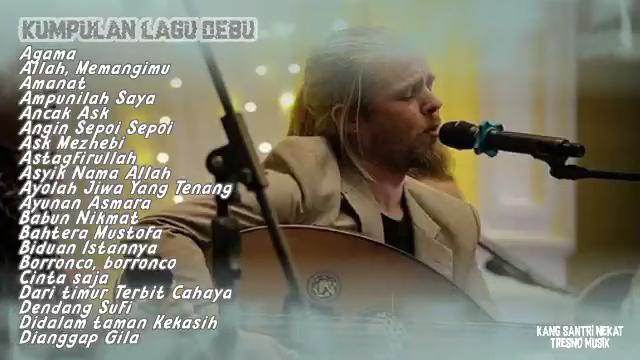 KUMPULAN LAGU DEBU
Agama
Allah, Memangimu
Amanat
Ampunilah Saya
Ancak Ask
Angin Sepoi Sepoi
Ask Mezhebi
Astagfirullah
Asyik Nama Allah
Ayolah Jiwa Yang Tenang
Ayunan Asmara
Babun Nikmat
Bahtera Mustofa
Biduan Istannya
Borronco, borronco
Cinta saja
Dari timur Terbit Cahaya
Dendang Sufi
Didalam taman Kekasih
Dianggap Gila
KANG SANTRI NEKAT
TRESNO MUSIK